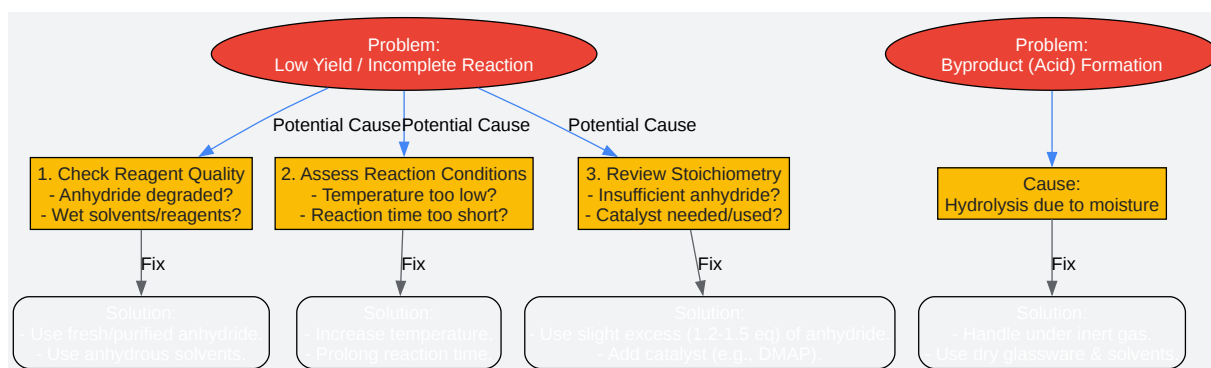 Problem:
Low Yield / Incomplete Reaction
Problem:
Byproduct (Acid) Formation
Potential Cause
Potential Cause
Potential Cause
1. Check Reagent Quality
- Anhydride degraded?
- Wet solvents/reagents?
2. Assess Reaction Conditions
- Temperature too low?
- Reaction time too short?
3. Review Stoichiometry
- Insufficient anhydride?
- Catalyst needed/used?
Cause:
Hydrolysis due to moisture
Fix
Fix
Fix
Fix
Solution:
- Use fresh/purified anhydride.
- Use anhydrous solvents.
Solution:
- Increase temperature.
- Prolong reaction time.
Solution:
- Use slight excess (1.2-1.5 eq) of anhydride.
- Add catalyst (e.g., DMAP).
Solution:
- Handle under inert gas.
- Use dry glassware & solvents.